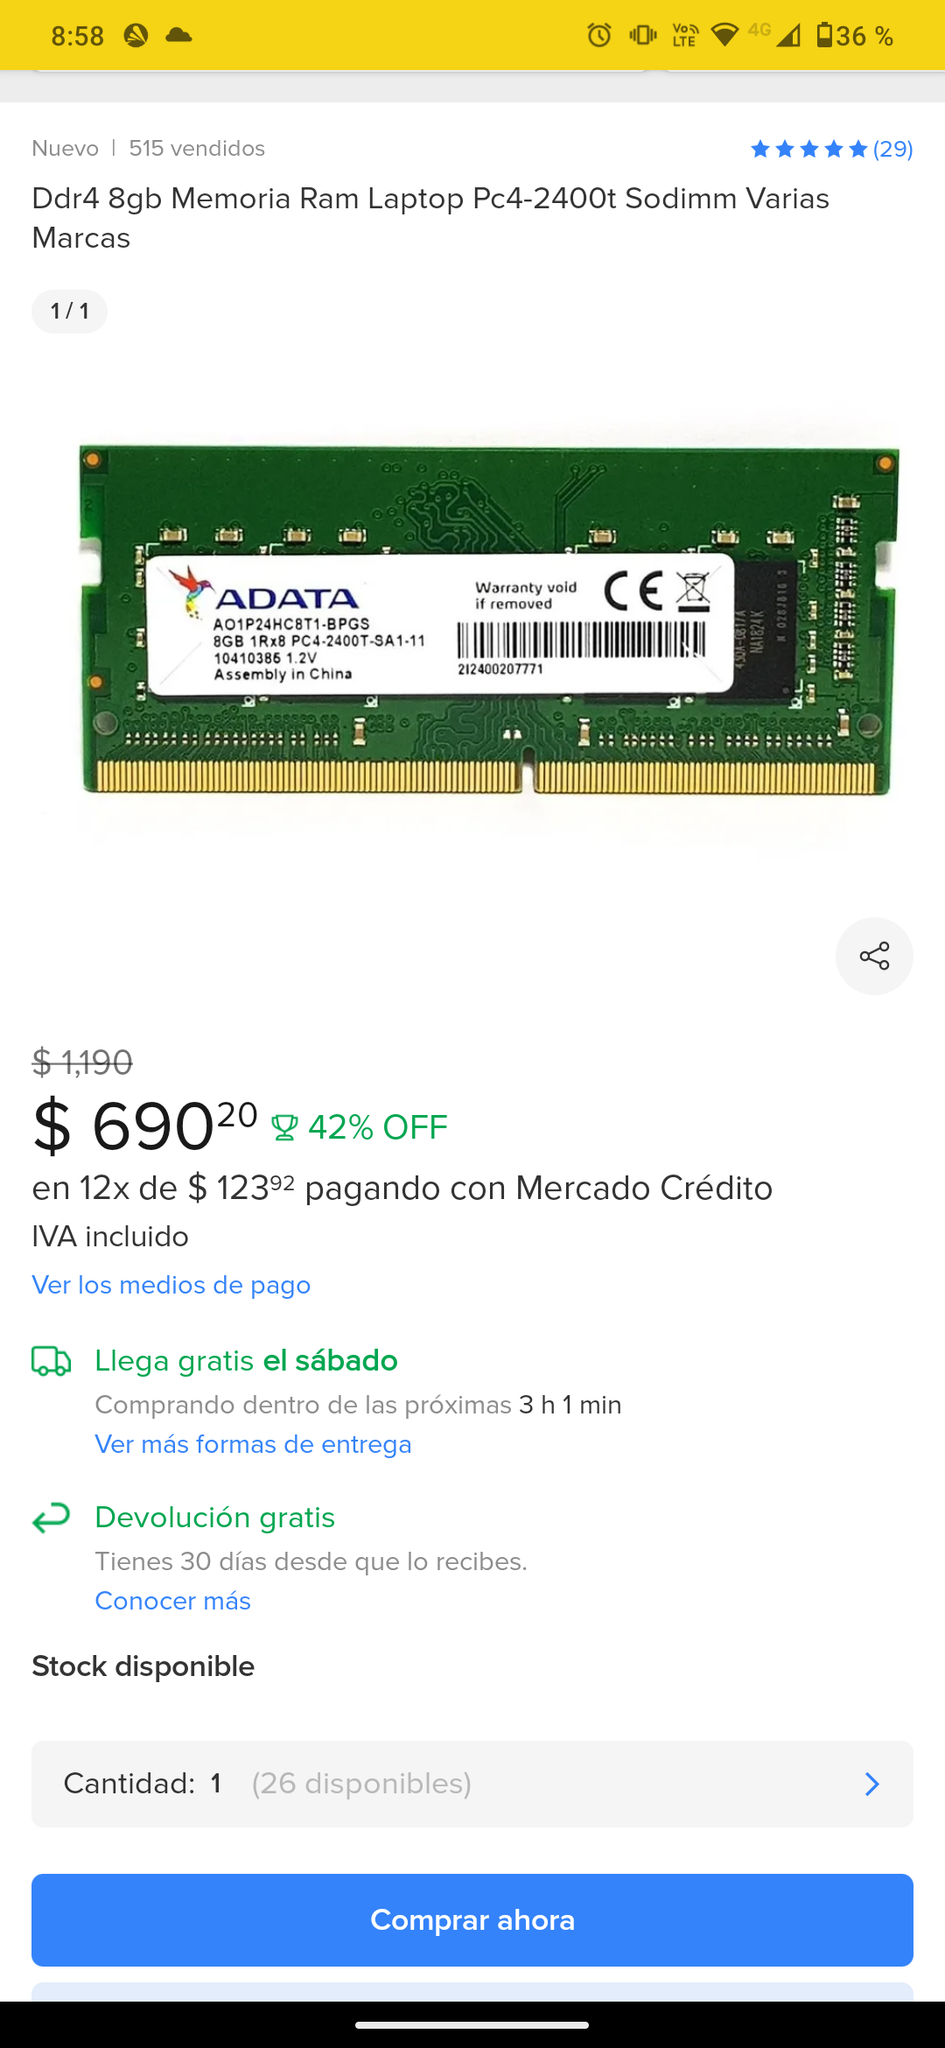 8:58
VoLTE 4G 36 %
Nuevo | 515 vendidos
(29)
Ddr4 8gb Memoria Ram Laptop Pc4-2400t Sodimm Varias
Marcas
1 / 1
ADATA
AO1P24HC8T1-BPGS
8GB 1Rx8 PC4-2400T-SA1-11
10410385 1.2V
Assembly in China
Warranty void
if removed
CE
2I2400207771
NA1824K
$ 1,190
$ 690 20 42% OFF
en 12x de $ 123 92 pagando con Mercado Crédito
IVA incluido
Ver los medios de pago
Llega gratis el sábado
Comprando dentro de las próximas 3 h 1 min
Ver más formas de entrega
Devolución gratis
Tienes 30 días desde que lo recibes.
Conocer más
Stock disponible
Cantidad: 1 (26 disponibles)
Comprar ahora